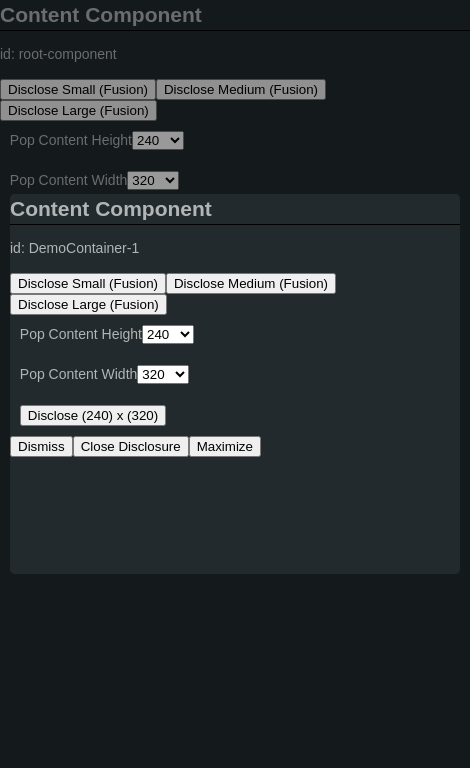 Content Component
id: root-component
Disclose Small (Fusion) Disclose Medium (Fusion)
Disclose Large (Fusion)
Pop Content Height 240
Pop Content Width 320
Content Component
id: DemoContainer-1
Disclose Small (Fusion) Disclose Medium (Fusion)
Disclose Large (Fusion)
Pop Content Height 240
Pop Content Width 320
Disclose (240) x (320)
Dismiss Close Disclosure Maximize